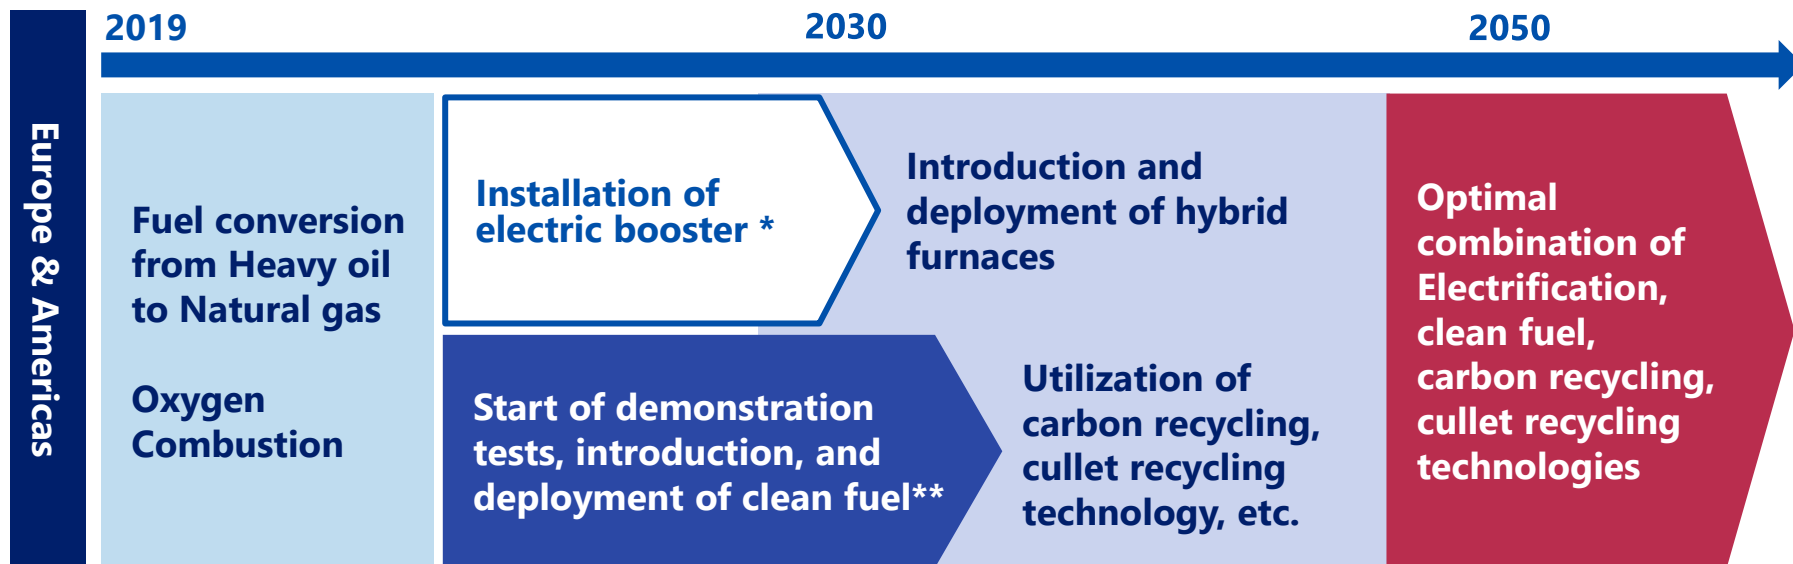 2019
2030
2050
Europe & Americas
Fuel conversion
from Heavy oil
to Natural gas
Oxygen
Combustion
Installation of
electric booster *
Start of demonstration
tests, introduction, and
deployment of clean fuel**
Introduction and
deployment of hybrid
furnaces
Utilization of
carbon recycling,
cullet recycling
technology, etc.
Optimal
combination of
Electrification,
clean fuel,
carbon recycling,
cullet recycling
technologies